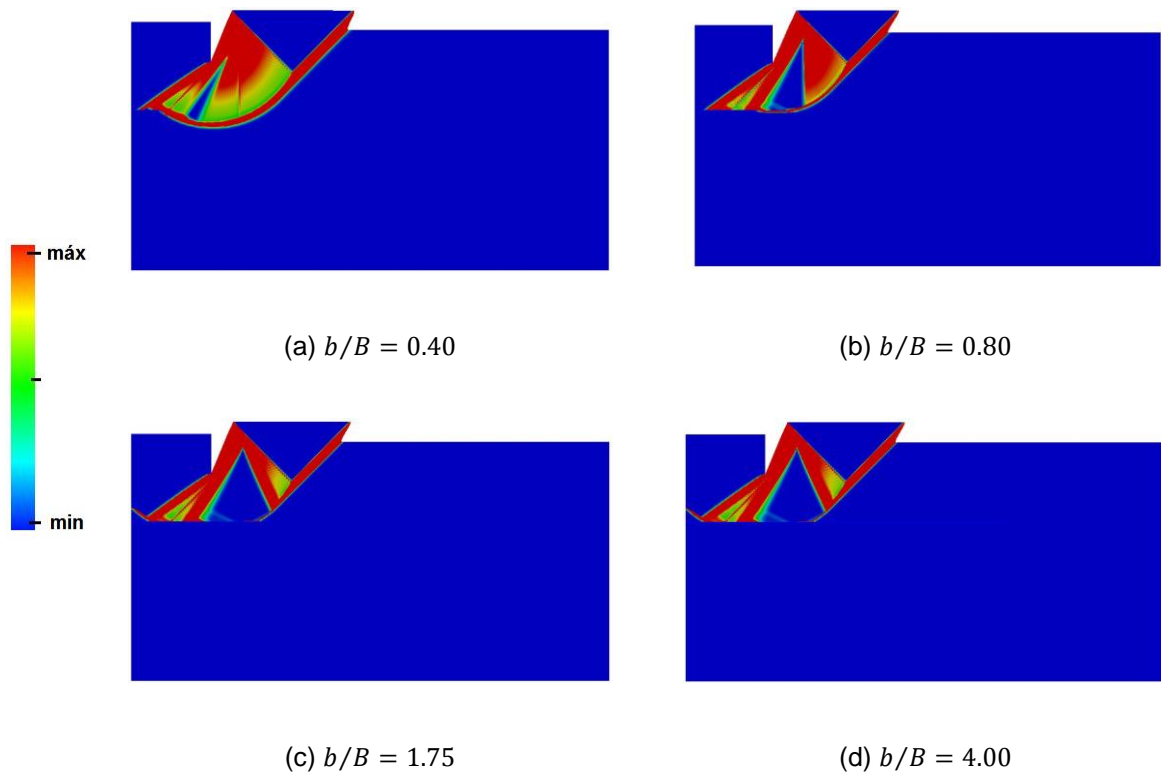 máx
min
(a) b/B = 0.40
(b) b/B = 0.80
(c) b/B = 1.75
(d) b/B = 4.00